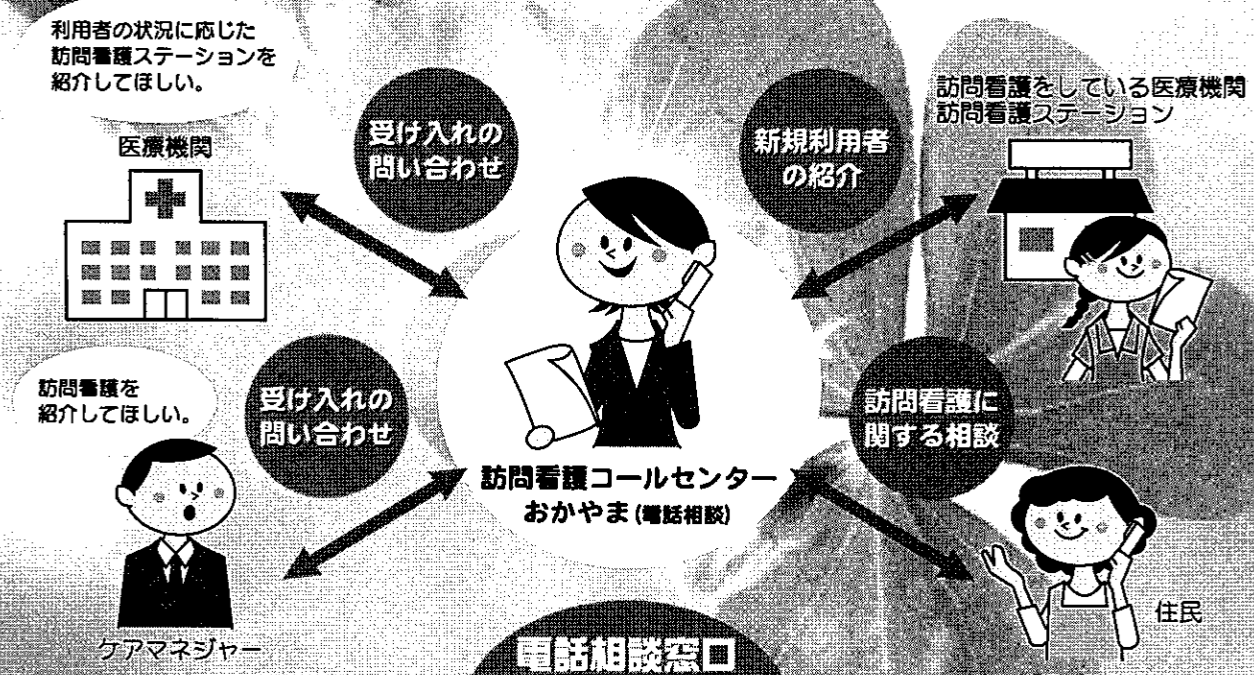 利用者の状況に応じた
訪問看護ステーションを
紹介してほしい。
医療機関
受け入れの
問い合わせ
新規利用者
の紹介
訪問看護をしている医療機関
訪問看護ステーション
訪問看護を
紹介してほしい。
受け入れの
問い合わせ
訪問看護に
関する相談
訪問看護コールセンター
おかやま(電話相談)
ケアマネジャー
住民
電話相談窓口